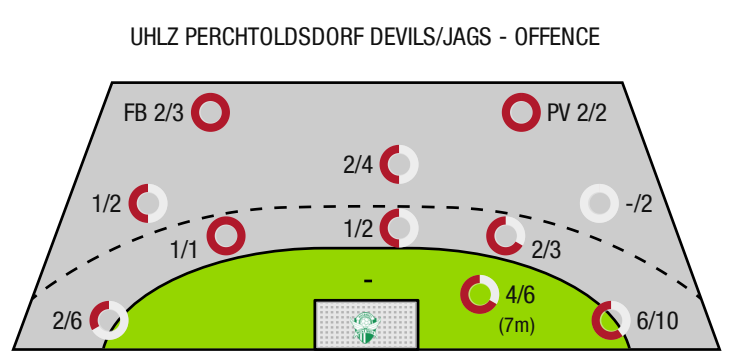 UHLZ PERCHTOLDSDORF DEVILS/JAGS - OFFENCE
FB 2/3
PV 2/2
2/4
1/2
-/2
1/1
1/2
2/3
-
2/6
4/6
(7m)
6/10